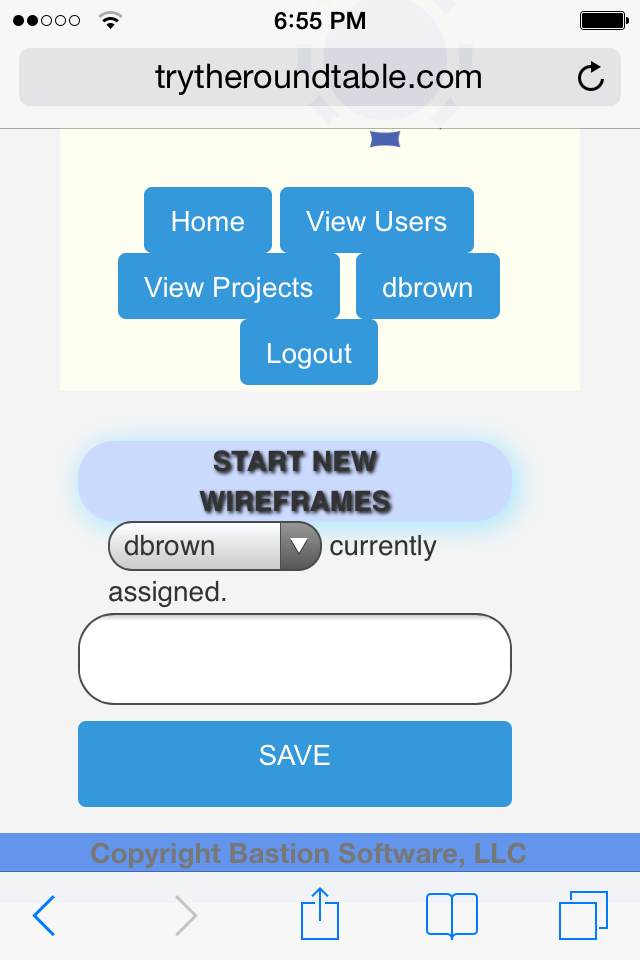 6:55 PM
trytheroundtable.com
Home View Users
View Projects dbrown
Logout
START NEW
WIREFRAMES
dbrown currently
assigned.
SAVE
Copyright Bastion Software, LLC